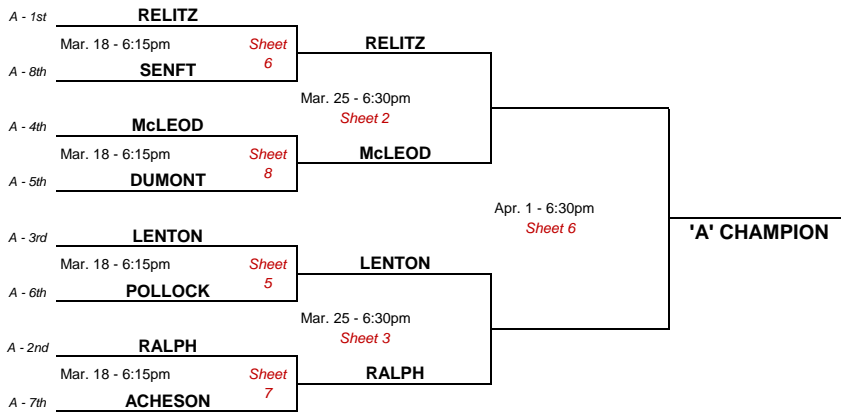 A - 1st RELITZ
Mar. 18 - 6:15pm Sheet 6
RELITZ
A - 8th SENFT
Mar. 25 - 6:30pm
Sheet 2
A - 4th McLEOD
Mar. 18 - 6:15pm Sheet 8
McLEOD
A - 5th DUMONT
Apr. 1 - 6:30pm
Sheet 6
'A' CHAMPION
A - 3rd LENTON
Mar. 18 - 6:15pm Sheet 5
LENTON
A - 6th POLLOCK
Mar. 25 - 6:30pm
Sheet 3
A - 2nd RALPH
Mar. 18 - 6:15pm Sheet 7
RALPH
A - 7th ACHESON